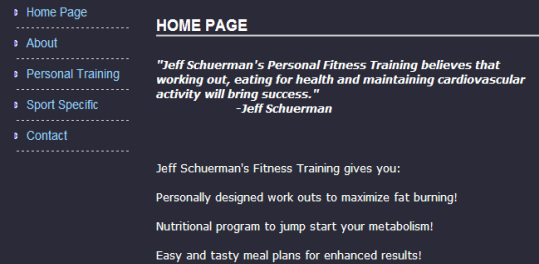 Home Page
About
Personal Training
Sport Specific
Contact
HOME PAGE
"Jeff Schuerman's Personal Fitness Training believes that
working out, eating for health and maintaining cardiovascular
activity will bring success."
-Jeff Schuerman
Jeff Schuerman's Fitness Training gives you:
Personally designed work outs to maximize fat burning!
Nutritional program to jump start your metabolism!
Easy and tasty meal plans for enhanced results!